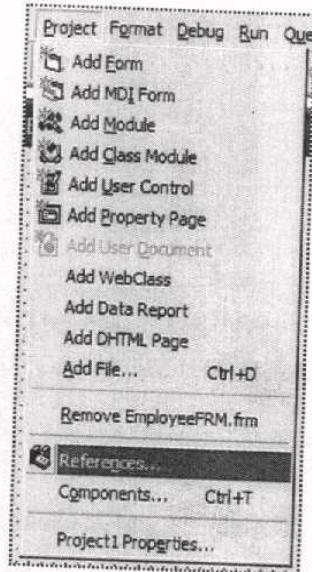 Project Format Debug Run Que
Add Form
Add MDI Form
Add Module
Add Class Module
Add User Control
Add Property Page
Add User Document
Add WebClass
Add Data Report
Add DHTML Page
Add File... Ctrl+D
Remove EmployeeFRM.frm
References...
Components... Ctrl+T
Project1 Properties...